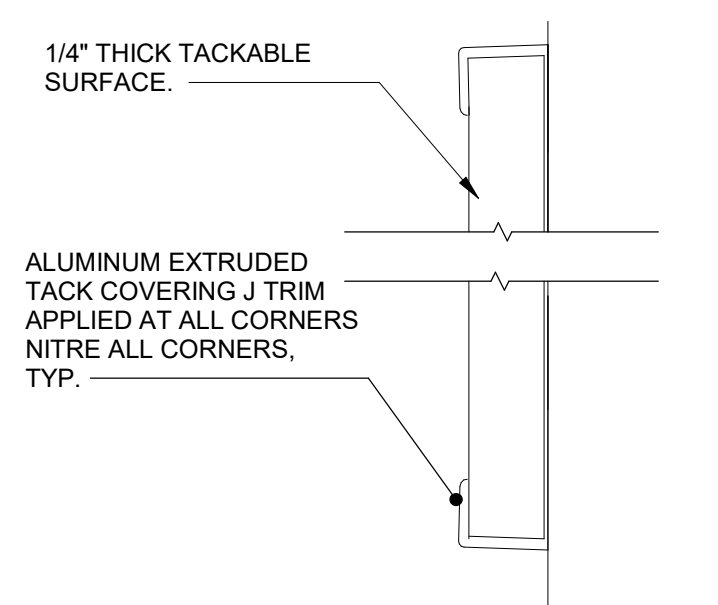 1/4" THICK TACKABLE
SURFACE.
ALUMINUM EXTRUDED
TACK COVERING J TRIM
APPLIED AT ALL CORNERS
NITRE ALL CORNERS,
TYP.